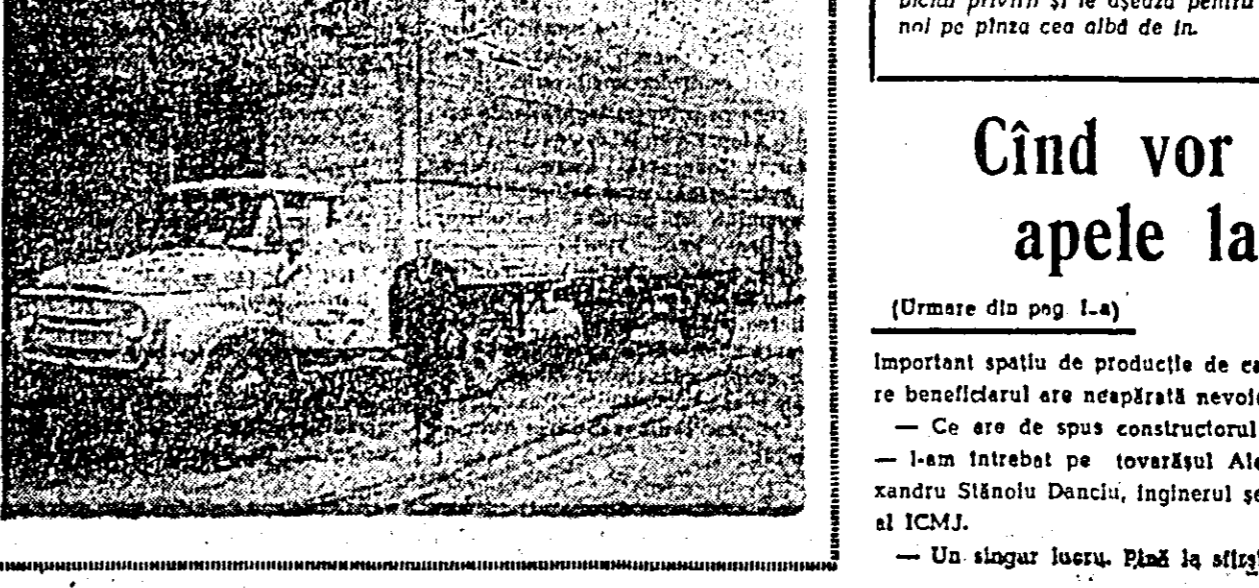 privirii și le așează pentru
noi pe pînza cea albă de in.
Cînd vor
apele la
(Urmare din pag. I-a)
important spațiu de producție de ca
re beneficiarul are neapărată nevoie
— Ce are de spus constructorul
— l-am întrebat pe tovarășul Ale
xandru Stănoiu Danciu, inginerul șe
al ICMJ.
— Un singur lucru. Pînă la sfîrș